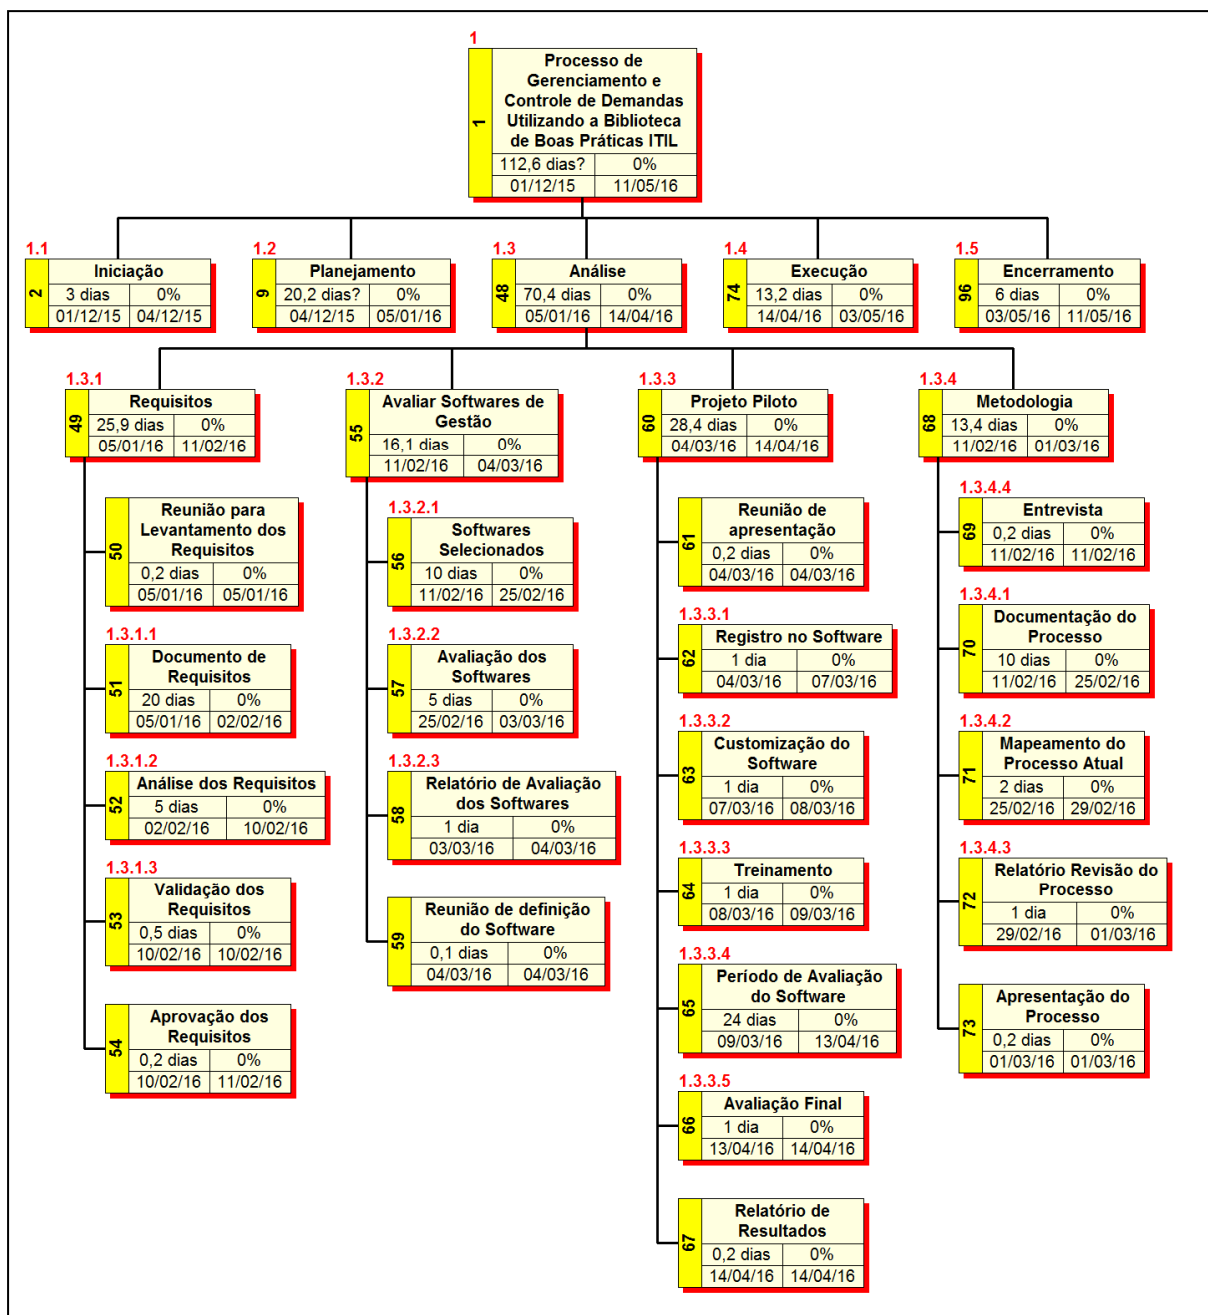 1
Processo de
Gerenciamento e
Controle de Demandas
Utilizando a Biblioteca
de Boas Práticas ITIL
1
112,6 dias? 0%
01/12/15 11/05/16
1.1
Iniciação
2
3 dias 0%
01/12/15 04/12/15
1.2
Planejamento
9
20,2 dias? 0%
04/12/15 05/01/16
1.3
Análise
48
70,4 dias 0%
05/01/16 14/04/16
1.4
Execução
74
13,2 dias 0%
14/04/16 03/05/16
1.5
Encerramento
96
6 dias 0%
03/05/16 11/05/16
1.3.1
Requisitos
49
25,9 dias 0%
05/01/16 11/02/16
Reunião para
Levantamento dos
Requisitos
50
0,2 dias 0%
05/01/16 05/01/16
1.3.1.1
Documento de
Requisitos
51
20 dias 0%
05/01/16 02/02/16
1.3.1.2
Análise dos Requisitos
52
5 dias 0%
02/02/16 10/02/16
1.3.1.3
Validação dos
Requisitos
53
0,5 dias 0%
10/02/16 10/02/16
Aprovação dos
Requisitos
54
0,2 dias 0%
10/02/16 11/02/16
1.3.2
Avaliar Softwares de
Gestão
55
16,1 dias 0%
11/02/16 04/03/16
1.3.2.1
Softwares
Selecionados
56
10 dias 0%
11/02/16 25/02/16
1.3.2.2
Avaliação dos
Softwares
57
5 dias 0%
25/02/16 03/03/16
1.3.2.3
Relatório de Avaliação
dos Softwares
58
1 dia 0%
03/03/16 04/03/16
Reunião de definição
do Software
59
0,1 dias 0%
04/03/16 04/03/16
1.3.3
Projeto Piloto
60
28,4 dias 0%
04/03/16 14/04/16
Reunião de
apresentação
61
0,2 dias 0%
04/03/16 04/03/16
1.3.3.1
Registro no Software
62
1 dia 0%
04/03/16 07/03/16
1.3.3.2
Customização do
Software
63
1 dia 0%
07/03/16 08/03/16
1.3.3.3
Treinamento
64
1 dia 0%
08/03/16 09/03/16
1.3.3.4
Período de Avaliação
do Software
65
24 dias 0%
09/03/16 13/04/16
1.3.3.5
Avaliação Final
66
1 dia 0%
13/04/16 14/04/16
Relatório de
Resultados
67
0,2 dias 0%
14/04/16 14/04/16
1.3.4
Metodologia
68
13,4 dias 0%
11/02/16 01/03/16
1.3.4.4
Entrevista
69
0,2 dias 0%
11/02/16 11/02/16
1.3.4.1
Documentação do
Processo
70
10 dias 0%
11/02/16 25/02/16
1.3.4.2
Mapeamento do
Processo Atual
71
2 dias 0%
25/02/16 29/02/16
1.3.4.3
Relatório Revisão do
Processo
72
1 dia 0%
29/02/16 01/03/16
Apresentação do
Processo
73
0,2 dias 0%
01/03/16 01/03/16